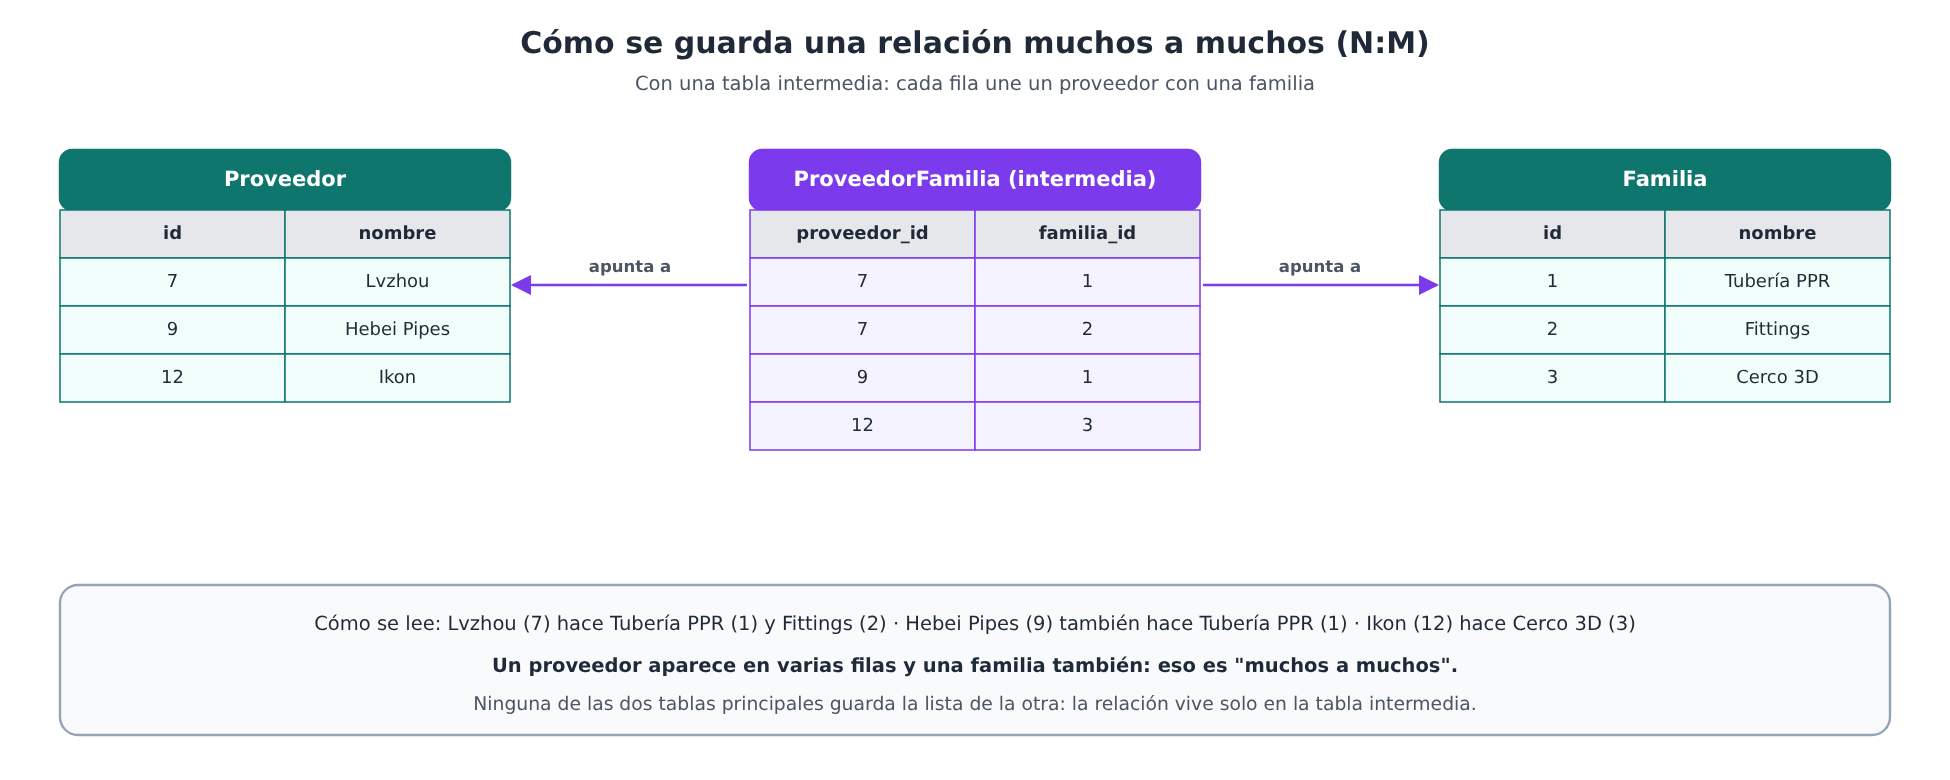 Cómo se guarda una relación muchos a muchos (N:M)
Con una tabla intermedia: cada fila une un proveedor con una familia
Proveedor
id nombre
7 Lvzhou
9 Hebei Pipes
12 Ikon
apunta a
ProveedorFamilia (intermedia)
proveedor_id familia_id
7 1
7 2
9 1
12 3
apunta a
Familia
id nombre
1 Tubería PPR
2 Fittings
3 Cerco 3D
Cómo se lee: Lvzhou (7) hace Tubería PPR (1) y Fittings (2) · Hebei Pipes (9) también hace Tubería PPR (1) · Ikon (12) hace Cerco 3D (3)
Un proveedor aparece en varias filas y una familia también: eso es "muchos a muchos".
Ninguna de las dos tablas principales guarda la lista de la otra: la relación vive solo en la tabla intermedia.